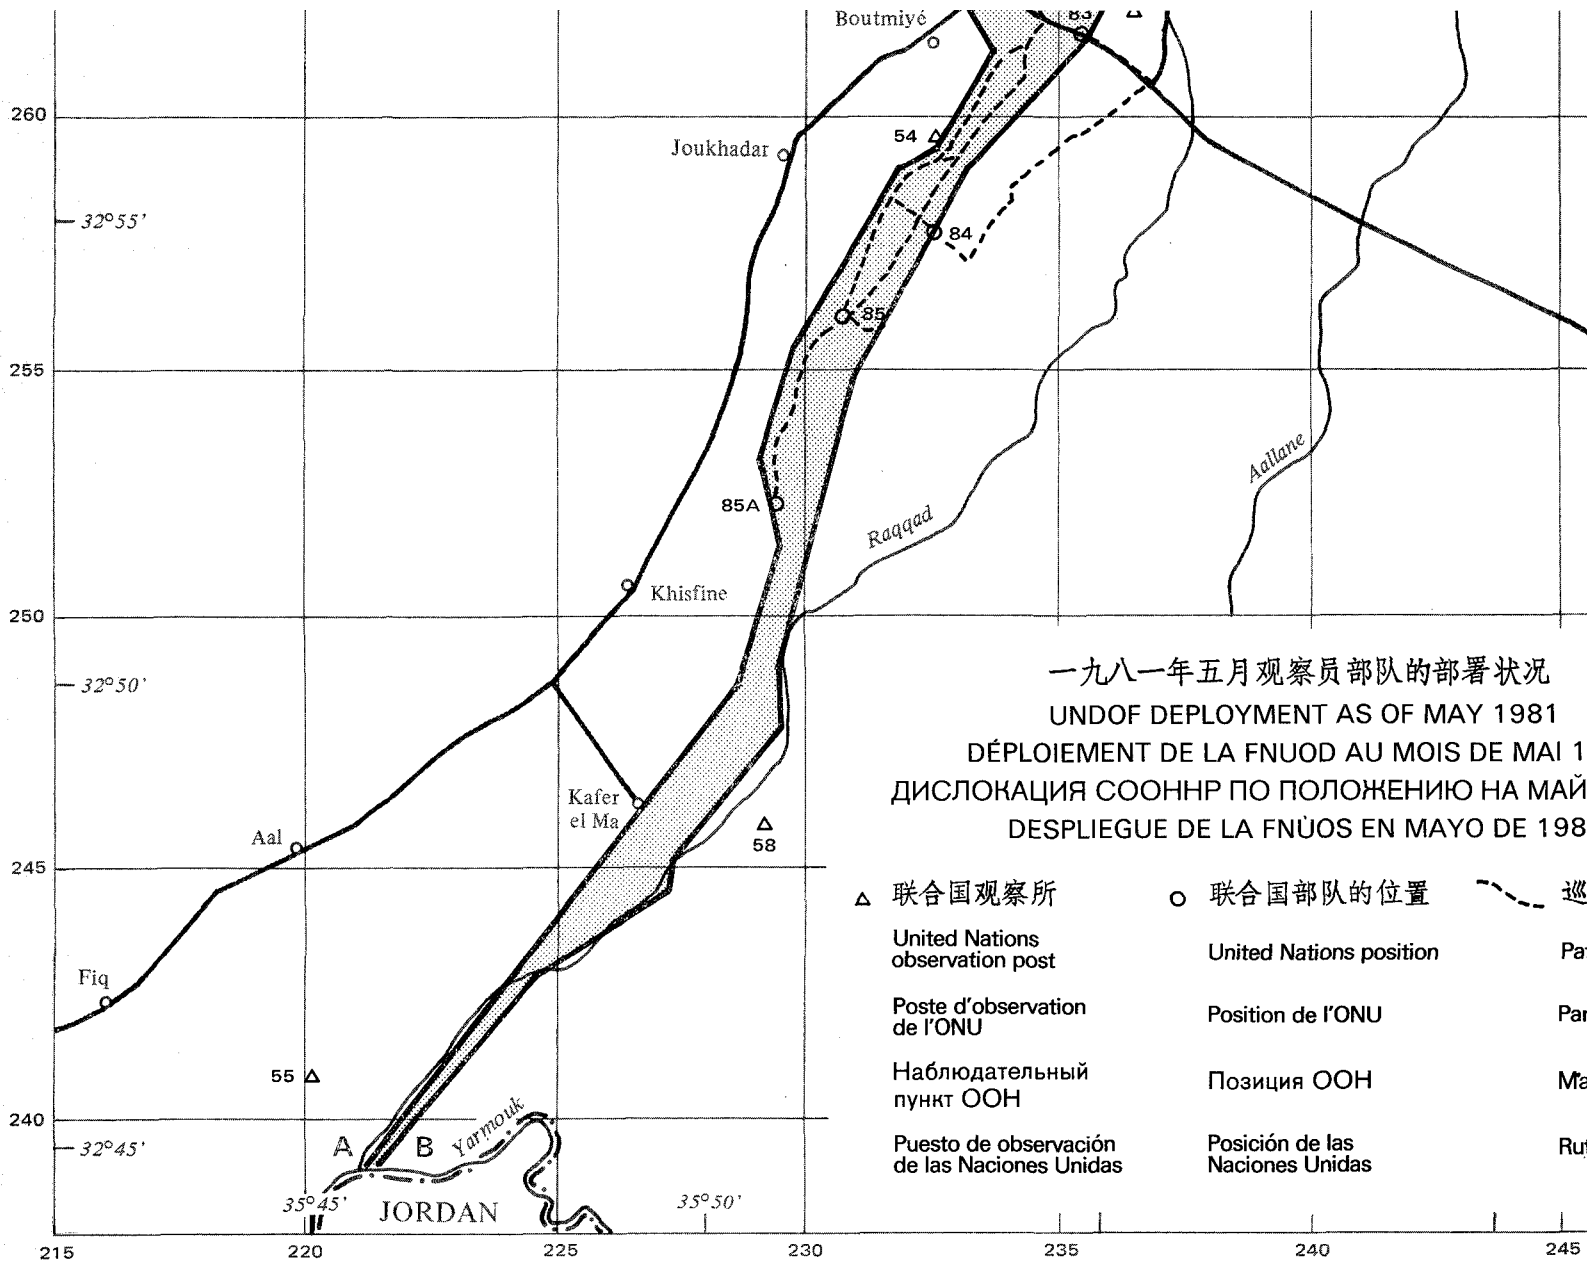 Boutmiyé
83
260
54
Joukhadar
32°55'
84
85
255
Aallane
85A
Raqqad
Khisfine
250
32°50'
一九八一年五月观察员部队的部署状况
UNDOF DEPLOYMENT AS OF MAY 1981
DÉPLOIEMENT DE LA FNUOD AU MOIS DE MAI 1
ДИСЛОКАЦИЯ СООННР ПО ПОЛОЖЕНИЮ НА МАЙ
DESPLIEGUE DE LA FNUOS EN MAYO DE 198
Kafer
el Ma
Aal
58
245
联合国观察所
联合国部队的位置
巡
United Nations
observation post
United Nations position
Pa
Fiq
Poste d'observation
de l'ONU
Position de l'ONU
Par
55
Наблюдательный
пункт ООН
Позиция ООН
Ма
240
Yarmouk
A
B
32°45'
Puesto de observación
de las Naciones Unidas
Posición de las
Naciones Unidas
Rut
35°45'
JORDAN
35°50'
215
220
225
230
235
240
245